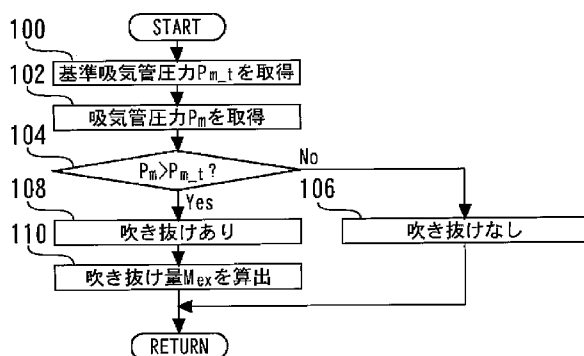 START
100
基準吸気管圧力Pm_tを取得
102
吸気管圧力Pmを取得
104
Pm>Pm_t?
No
Yes
108
吹き抜けあり
106
吹き抜けなし
110
吹き抜け量Mexを算出
RETURN